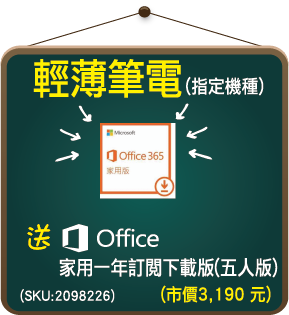 輕薄筆電(指定機種)
Microsoft
Office 365
家用版
送 Office
家用一年訂閱下載版(五人版)
(SKU:2098226) (市價3,190 元)